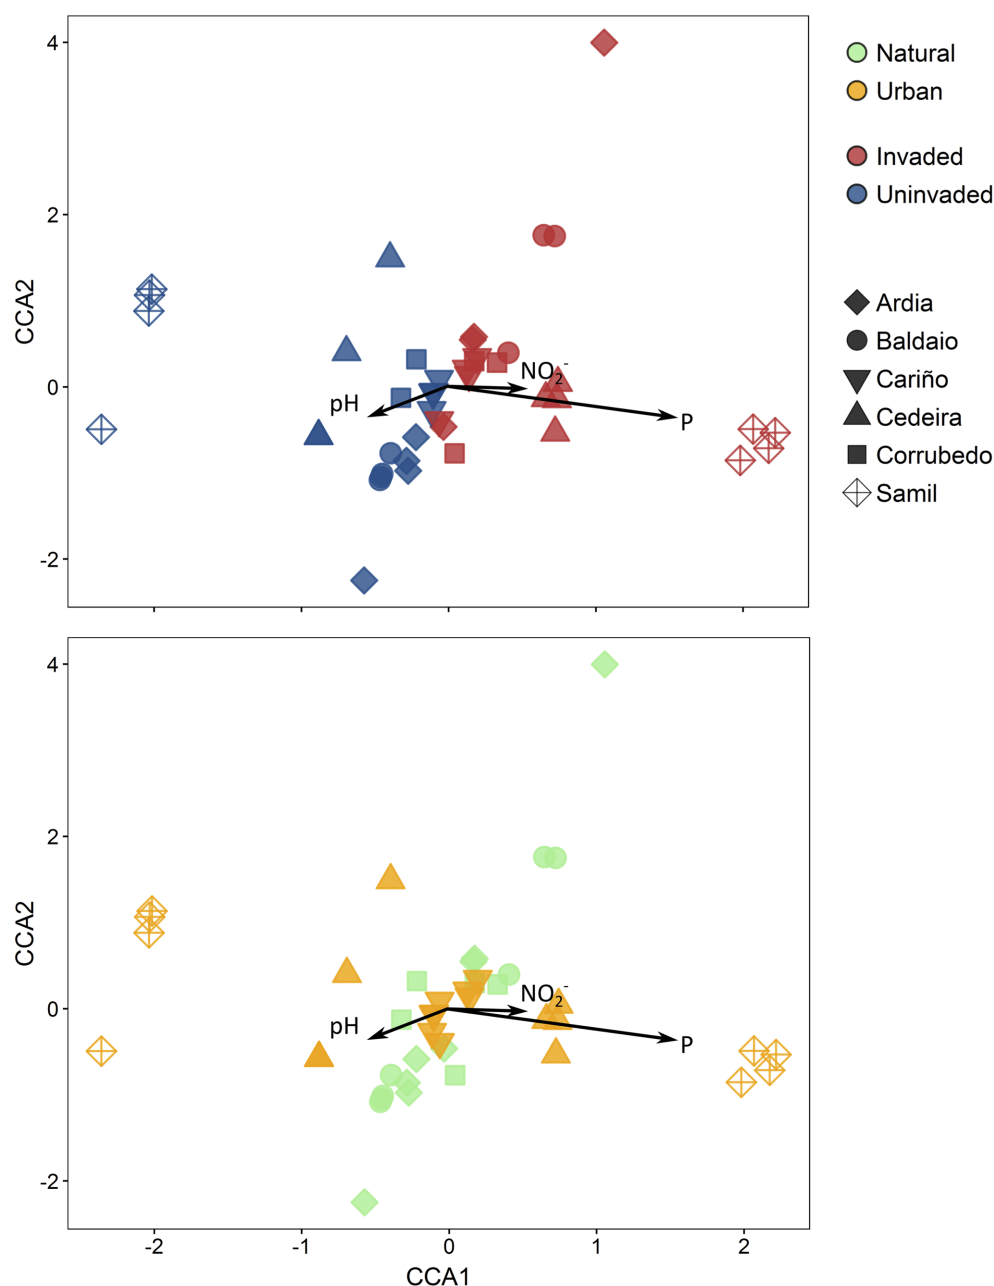 4
2
0
-2
CCA2
pH
NO₂⁻
P
Natural
Urban
Invaded
Uninvaded
Ardia
Baldaio
Cariño
Cedeira
Corrubedo
Samil
4
2
0
-2
CCA2
pH
NO₂⁻
P
-2
-1
0
1
2
CCA1